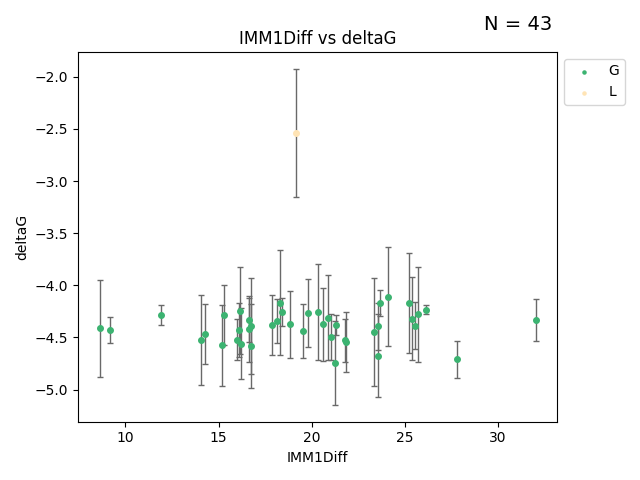 N = 43
IMM1Diff vs deltaG
G
L
−2.0
−2.5
−3.0
−3.5
−4.0
−4.5
−5.0
deltaG
10 15 20 25 30
IMM1Diff